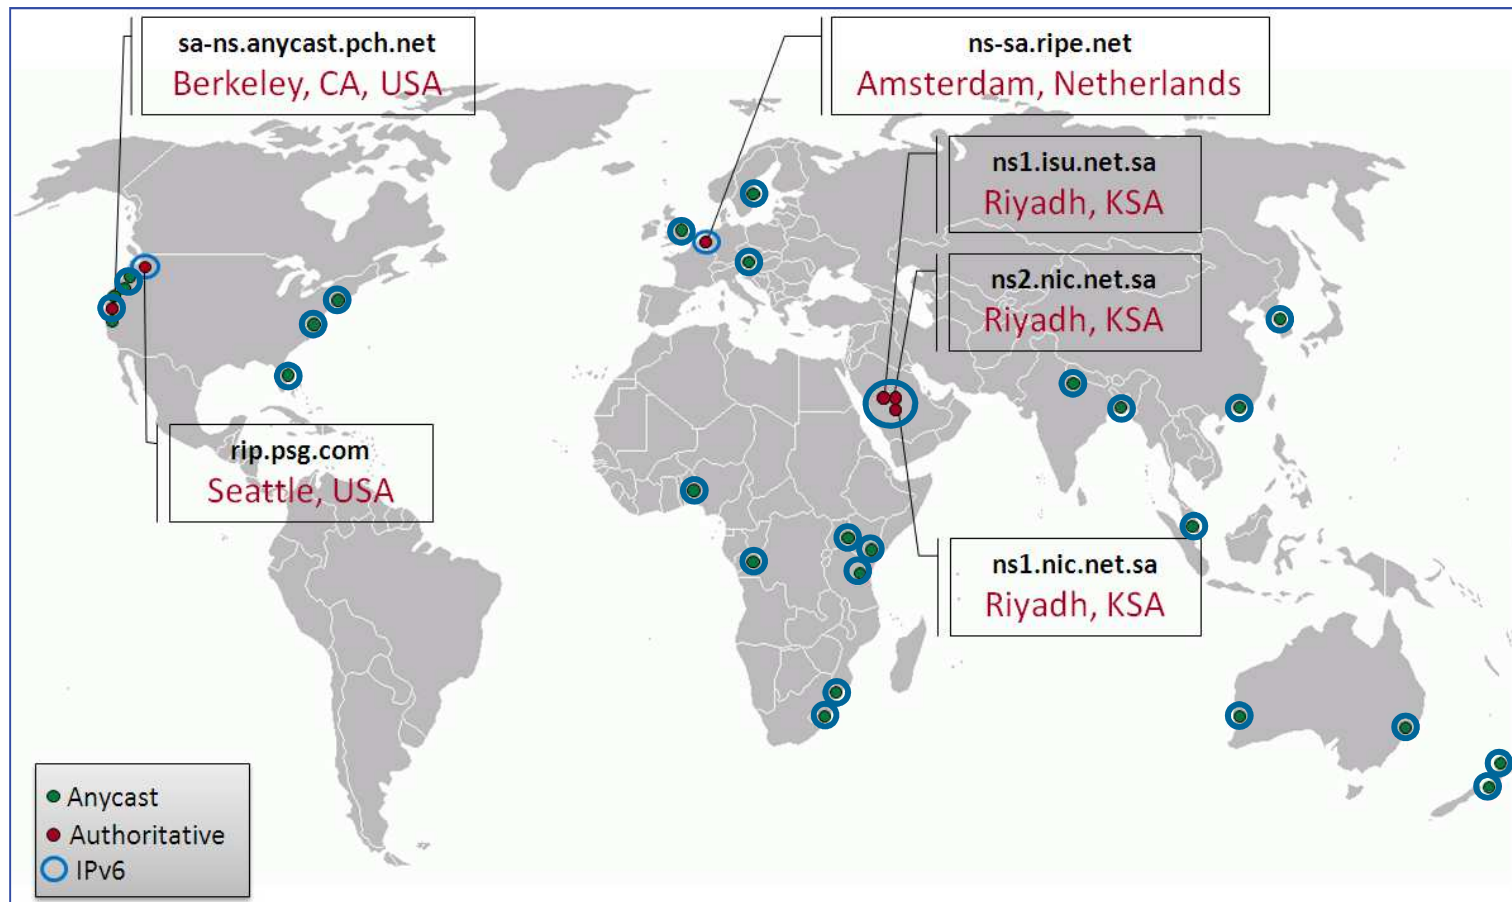 sa-ns.anycast.pch.net
Berkeley, CA, USA
ns-sa.ripe.net
Amsterdam, Netherlands
ns1.isu.net.sa
Riyadh, KSA
ns2.nic.net.sa
Riyadh, KSA
rip.psg.com
Seattle, USA
ns1.nic.net.sa
Riyadh, KSA
Anycast
Authoritative
IPv6